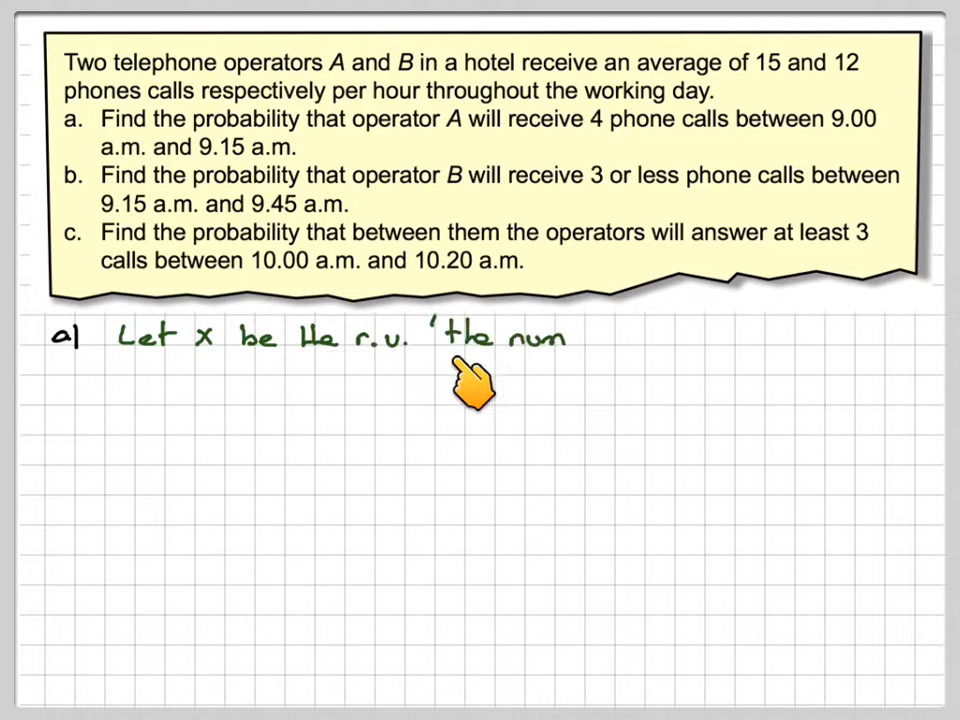 Two telephone operators A and B in a hotel receive an average of 15 and 12
phones calls respectively per hour throughout the working day.
a. Find the probability that operator A will receive 4 phone calls between 9.00
a.m. and 9.15 a.m.
b. Find the probability that operator B will receive 3 or less phone calls between
9.15 a.m. and 9.45 a.m.
c. Find the probability that between them the operators will answer at least 3
calls between 10.00 a.m. and 10.20 a.m.
a) Let x be the r.v. 'the num